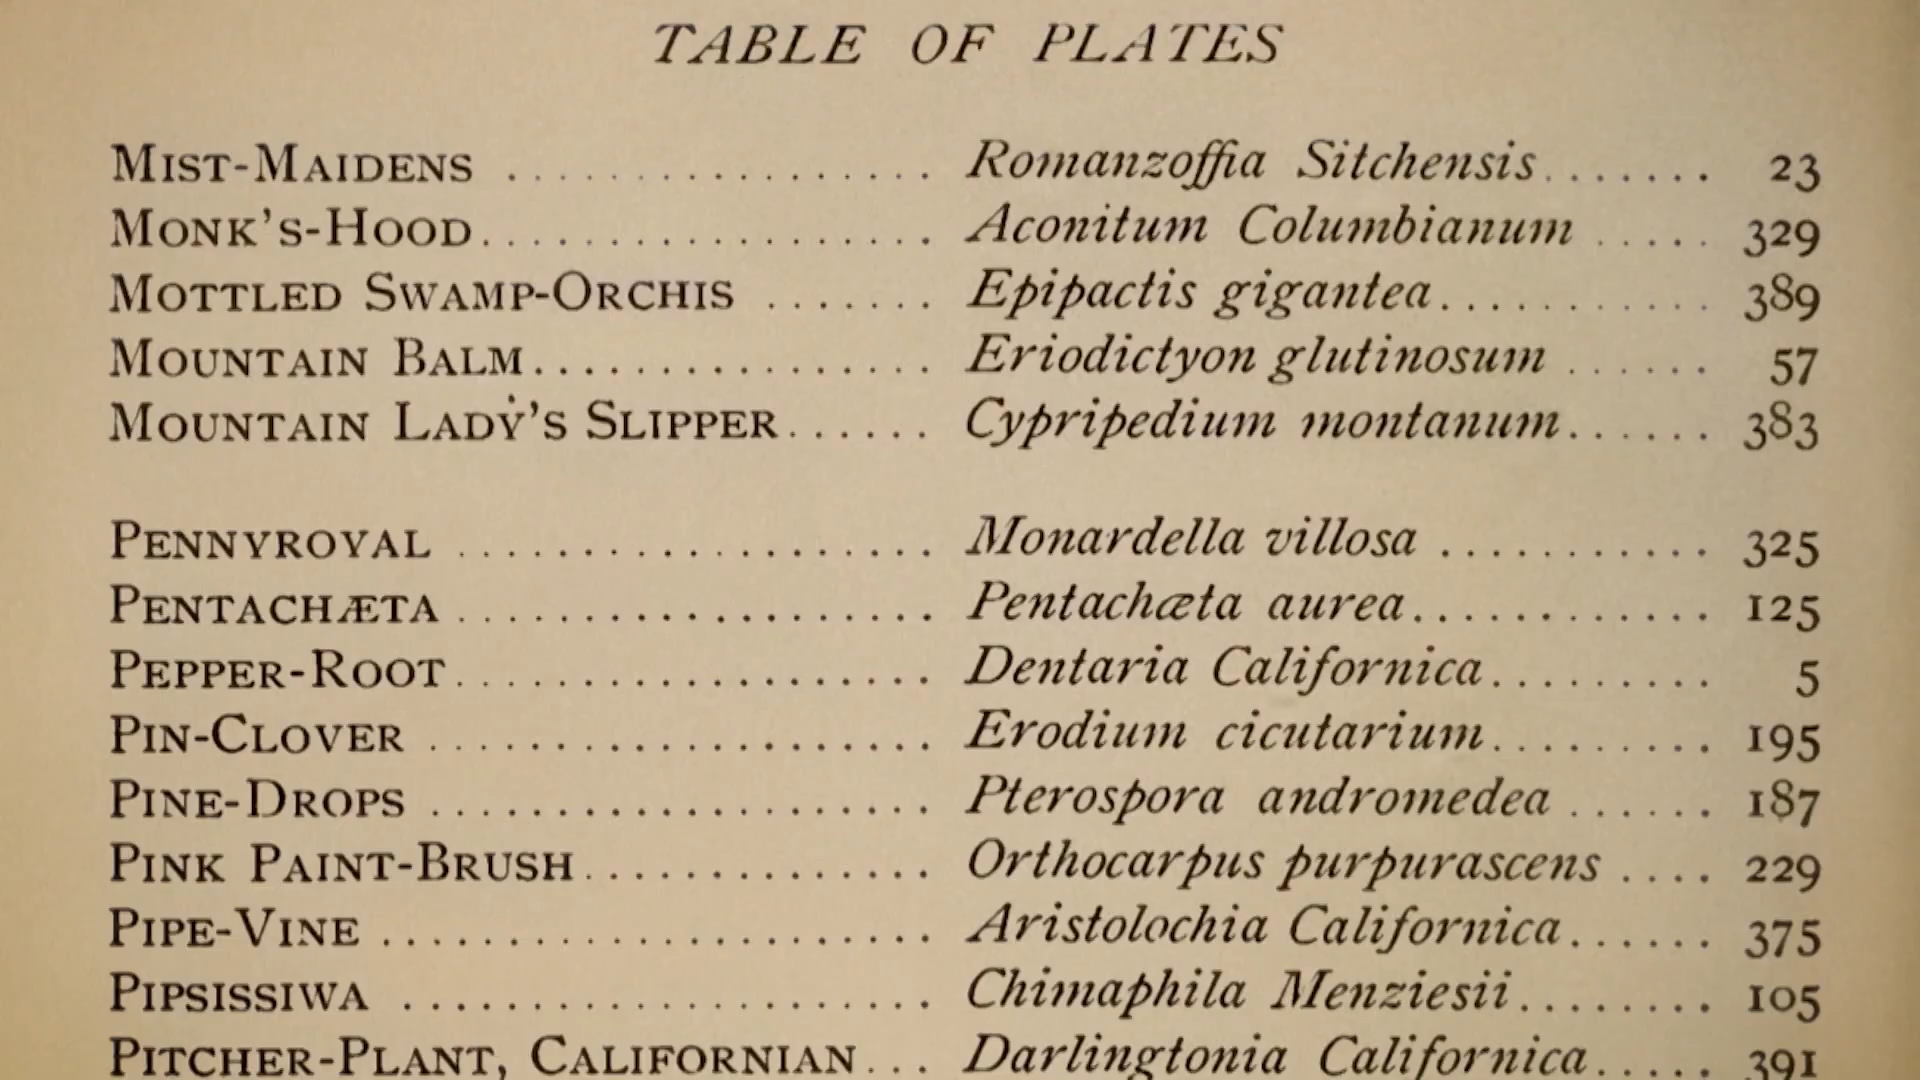 TABLE OF PLATES
MIST-MAIDENS . . . . . . . . . . . . . . . . . . Romanzoffia Sitchensis . . . . . . . 23
MONK'S-HOOD . . . . . . . . . . . . . . . . . . . Aconitum Columbianum . . . . . 329
MOTTLED SWAMP-ORCHIS . . . . . . . Epipactis gigantea . . . . . . . . . . . 389
MOUNTAIN BALM . . . . . . . . . . . . . . . . Eriodictyon glutinosum . . . . . . 57
MOUNTAIN LADY'S SLIPPER . . . . . . Cypripedium montanum . . . . . . 383
PENNYROYAL . . . . . . . . . . . . . . . . . . . Monardella villosa . . . . . . . . . . . 325
PENTACHÆTA . . . . . . . . . . . . . . . . . . . Pentachæta aurea . . . . . . . . . . . . 125
PEPPER-ROOT . . . . . . . . . . . . . . . . . . . Dentaria Californica . . . . . . . . . 5
PIN-CLOVER . . . . . . . . . . . . . . . . . . . . Erodium cicutarium . . . . . . . . . 195
PINE-DROPS . . . . . . . . . . . . . . . . . . . . Pterospora andromedea . . . . . . 187
PINK PAINT-BRUSH . . . . . . . . . . . . . . Orthocarpus purpurascens . . . . 229
PIPE-VINE . . . . . . . . . . . . . . . . . . . . . . Aristolochia Californica . . . . . . 375
PIPSISSIWA . . . . . . . . . . . . . . . . . . . . . Chimaphila Menziesii . . . . . . . . 105
PITCHER-PLANT, CALIFORNIAN . . . Darlingtonia Californica . . . . . 391